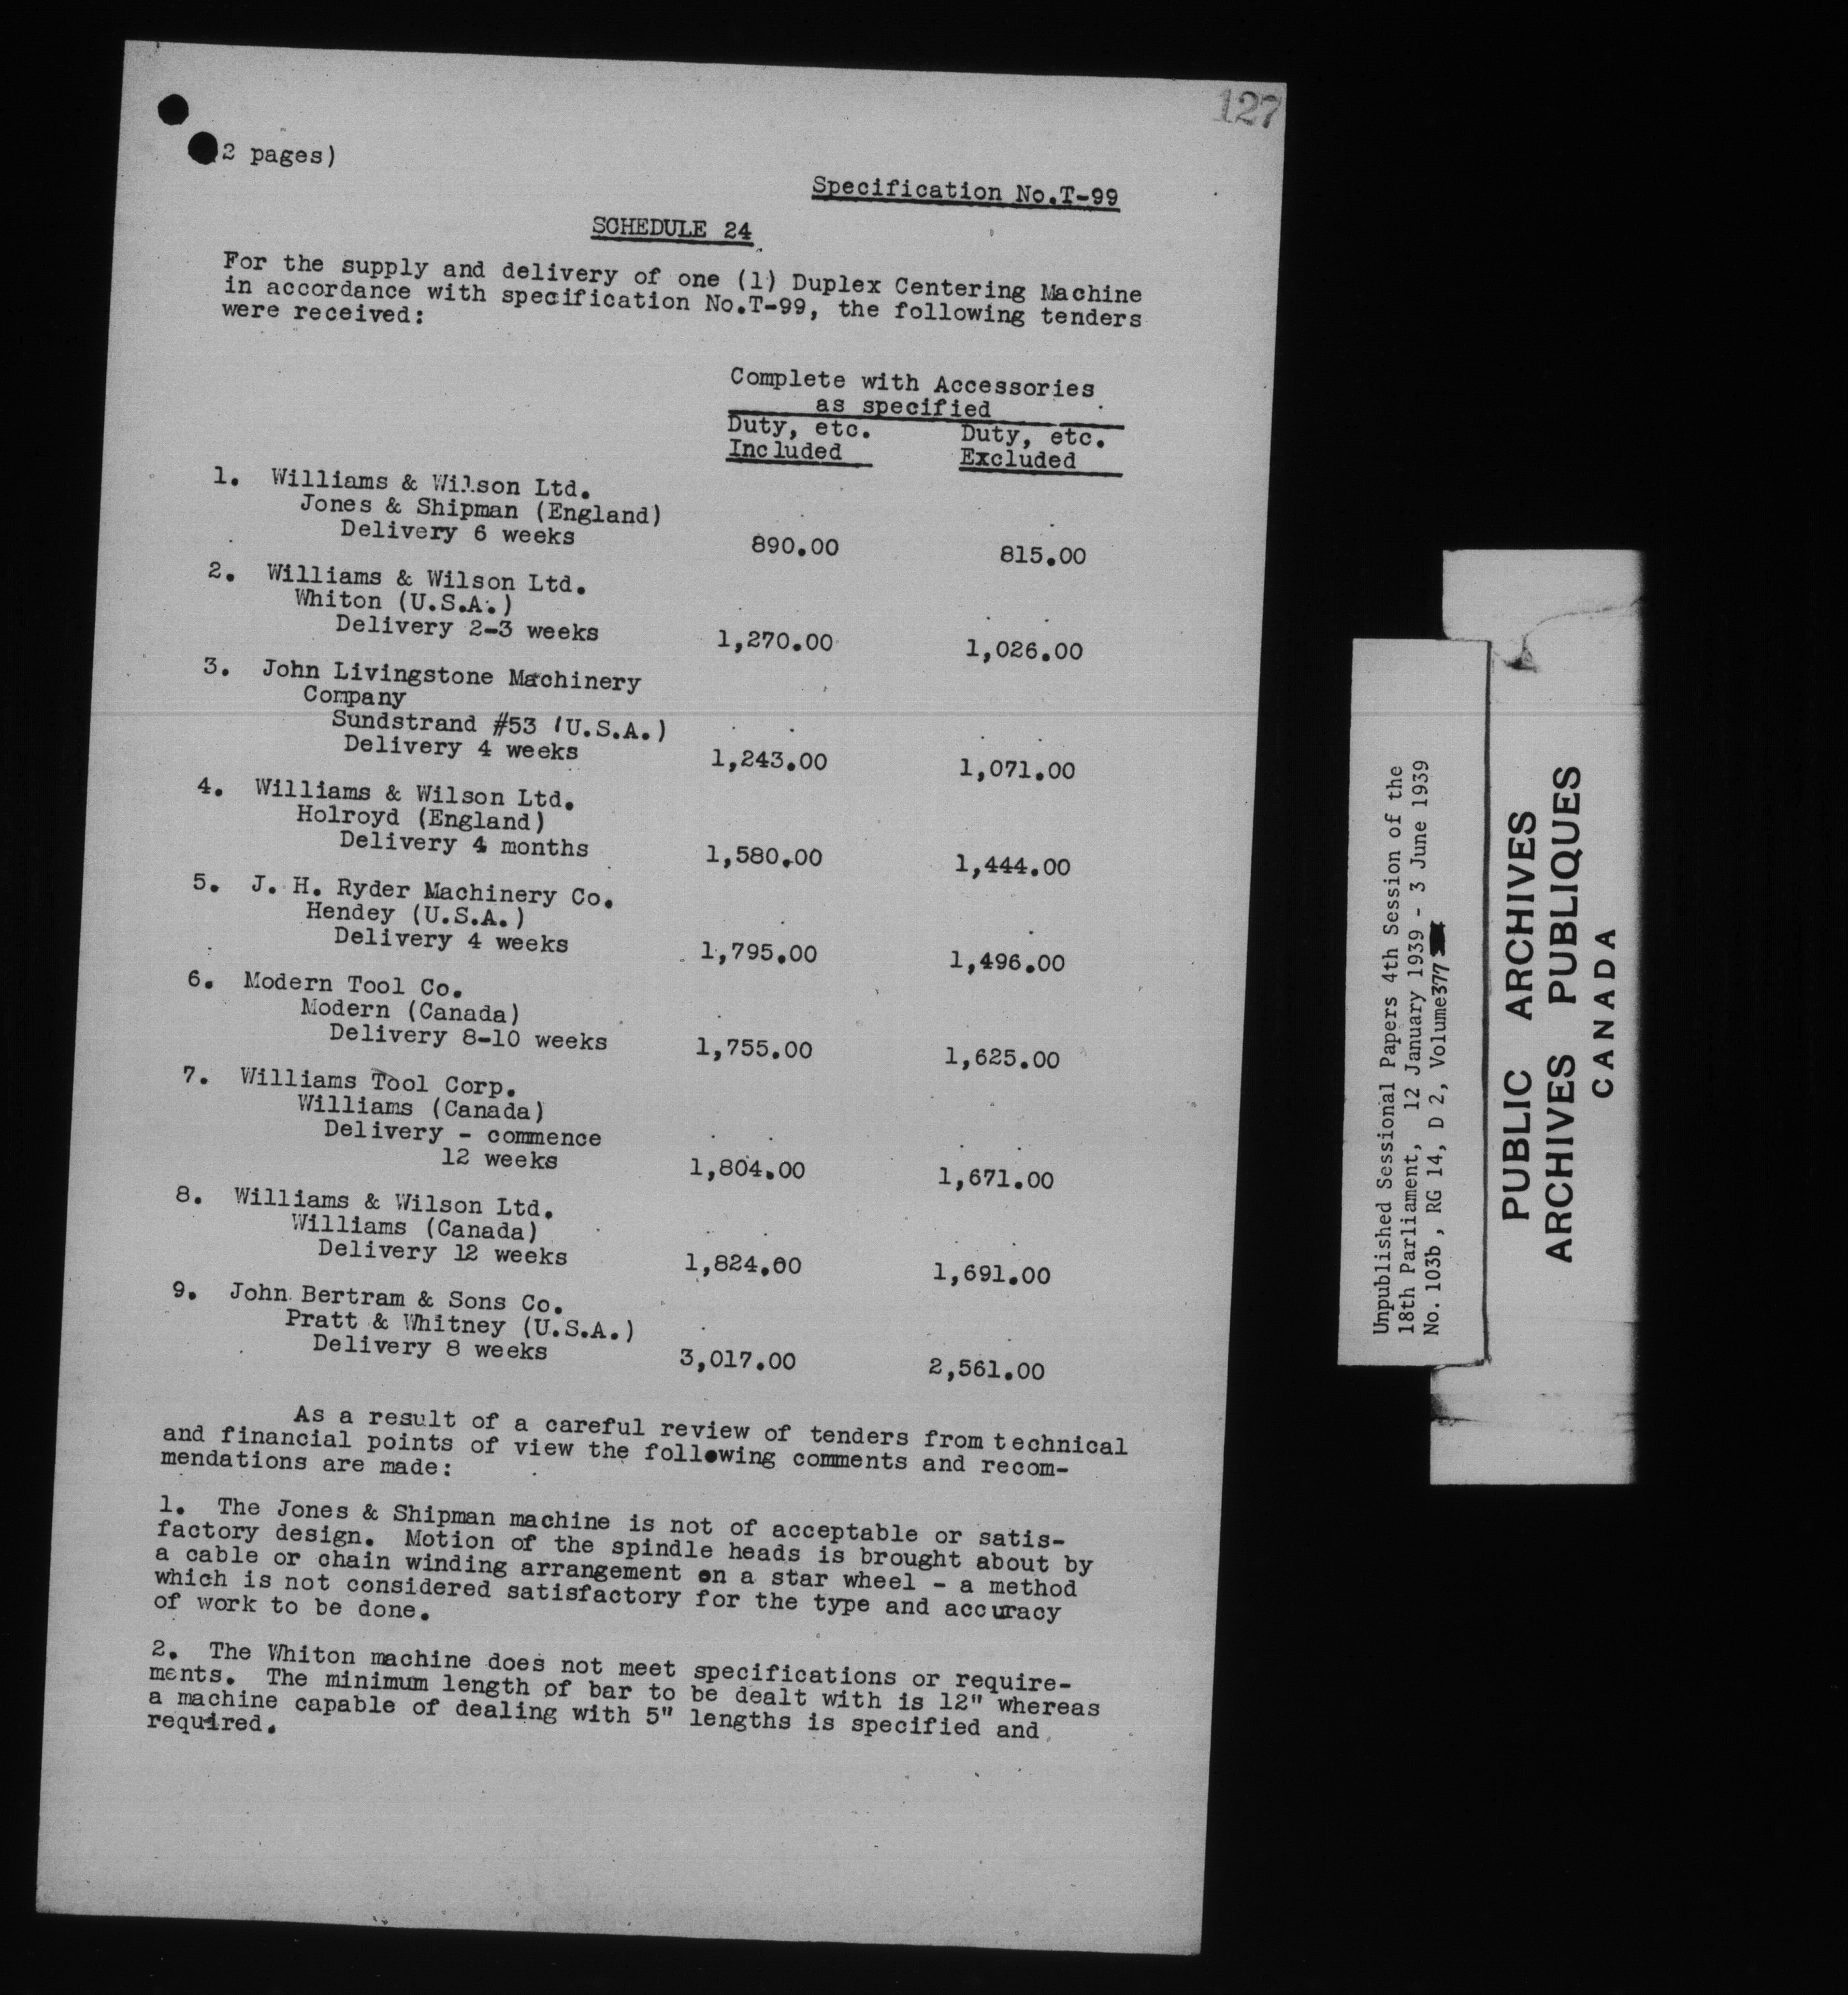 127
2 pages)
Specification No.T-99
SCHEDULE 24
For the supply and delivery of one (1) Duplex Centering Machine
in accordance with specification No.T-99, the following tenders
were received:
Complete with Accessories
as specified
Duty, etc. Duty, etc.
Included Excluded
1. Williams & Wilson Ltd.
Jones & Shipman (England)
Delivery 6 weeks 890.00 815.00
2. Williams & Wilson Ltd.
Whiton (U.S.A.)
Delivery 2-3 weeks 1,270.00 1,026.00
3. John Livingstone Machinery
Company
Sundstrand #53 (U.S.A.)
Delivery 4 weeks 1,243.00 1,071.00
4. Williams & Wilson Ltd.
Holroyd (England)
Delivery 4 months 1,580.00 1,444.00
5. J. H. Ryder Machinery Co.
Hendey (U.S.A.)
Delivery 4 weeks 1,795.00 1,496.00
6. Modern Tool Co.
Modern (Canada)
Delivery 8-10 weeks 1,755.00 1,625.00
7. Williams Tool Corp.
Williams (Canada)
Delivery - commence
12 weeks 1,804.00 1,671.00
8. Williams & Wilson Ltd.
Williams (Canada)
Delivery 12 weeks 1,824.00 1,691.00
9. John Bertram & Sons Co.
Pratt & Whitney (U.S.A.)
Delivery 8 weeks 3,017.00 2,561.00
As a result of a careful review of tenders from technical
and financial points of view the following comments and recom-
mendations are made:
1. The Jones & Shipman machine is not of acceptable or satis-
factory design. Motion of the spindle heads is brought about by
a cable or chain winding arrangement on a star wheel - a method
which is not considered satisfactory for the type and accuracy
of work to be done.
2. The Whiton machine does not meet specifications or require-
ments. The minimum length of bar to be dealt with is 12" whereas
a machine capable of dealing with 5" lengths is specified and
required.
Unpublished Sessional Papers 4th Session of the
18th Parliament, 12 January 1939 - 3 June 1939
No. 103b, RG 14, D 2, Volume 377
PUBLIC ARCHIVES
ARCHIVES PUBLIQUES
CANADA